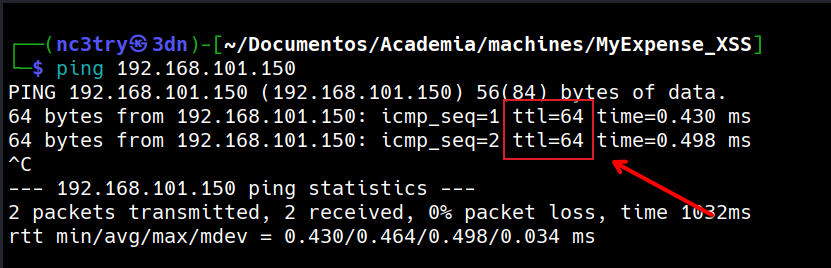 ┌──(nc3try㉿3dn)-[~/Documentos/Academia/machines/MyExpense_XSS]
└─$ ping 192.168.101.150
PING 192.168.101.150 (192.168.101.150) 56(84) bytes of data.
64 bytes from 192.168.101.150: icmp_seq=1 ttl=64 time=0.430 ms
64 bytes from 192.168.101.150: icmp_seq=2 ttl=64 time=0.498 ms
^C
--- 192.168.101.150 ping statistics ---
2 packets transmitted, 2 received, 0% packet loss, time 1032ms
rtt min/avg/max/mdev = 0.430/0.464/0.498/0.034 ms